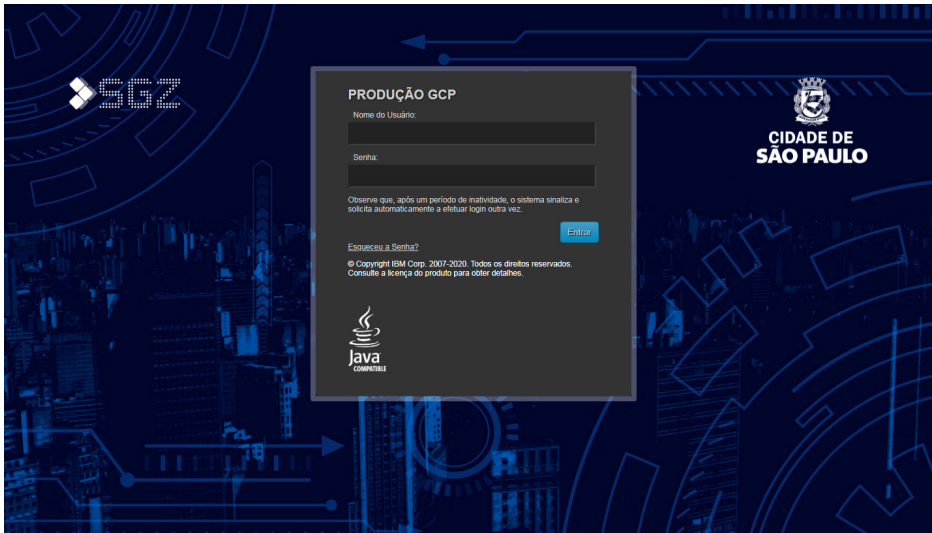 SGZ
PRODUÇÃO GCP
Nome do Usuário:
Senha:
Observe que, após um período de inatividade, o sistema sinaliza e
solicita automaticamente a efetuar login outra vez.
Entrar
Esqueceu a Senha?
© Copyright IBM Corp. 2007-2020. Todos os direitos reservados.
Consulte a licença do produto para obter detalhes.
Java
COMPATIBLE
CIDADE DE
SÃO PAULO